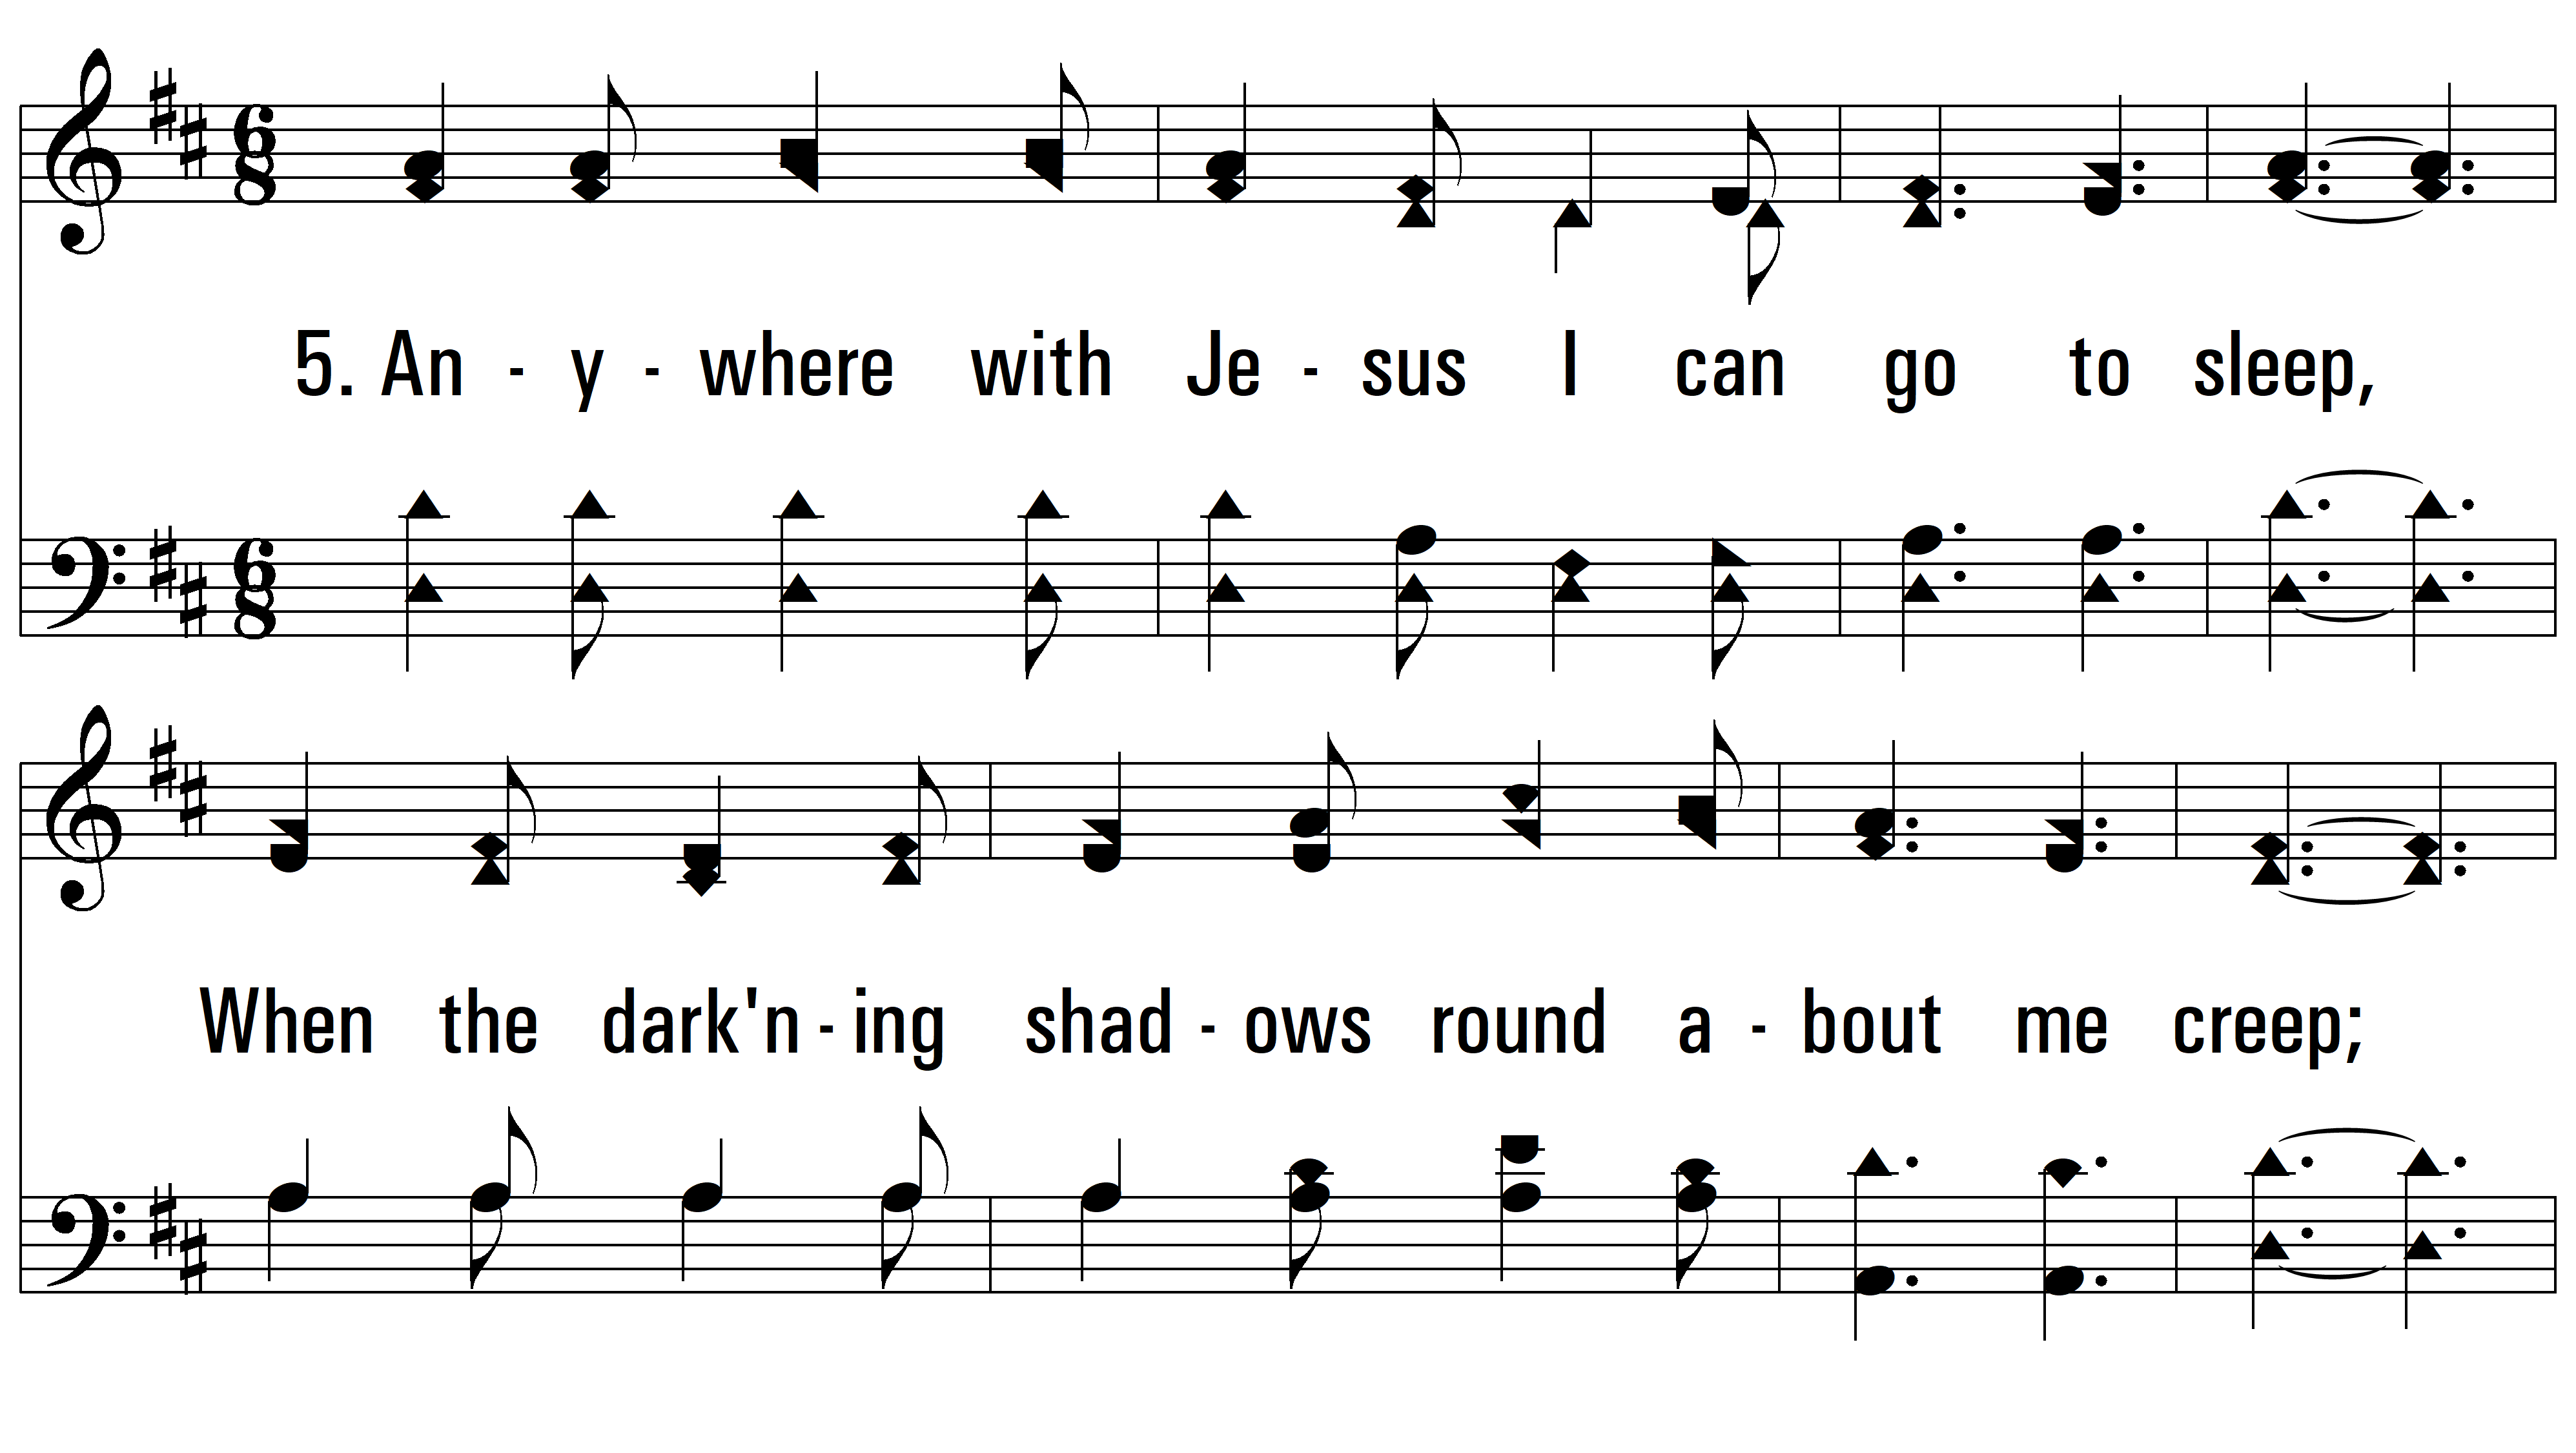 5. An - y - where with Je - sus I can go to sleep,
When the dark'n - ing shad - ows round a - bout me creep;